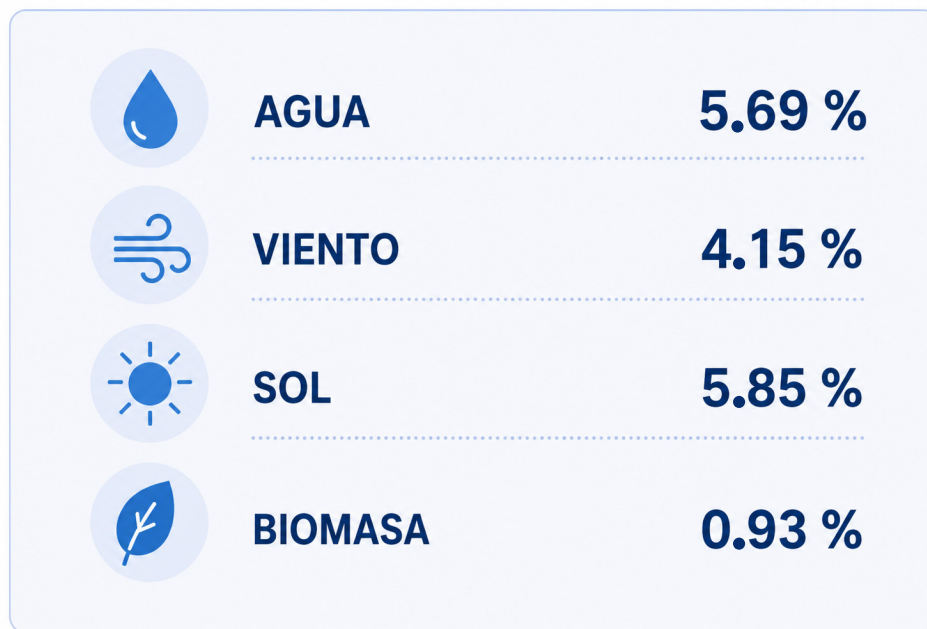 AGUA 5.69 %
VIENTO 4.15 %
SOL 5.85 %
BIOMASA 0.93 %